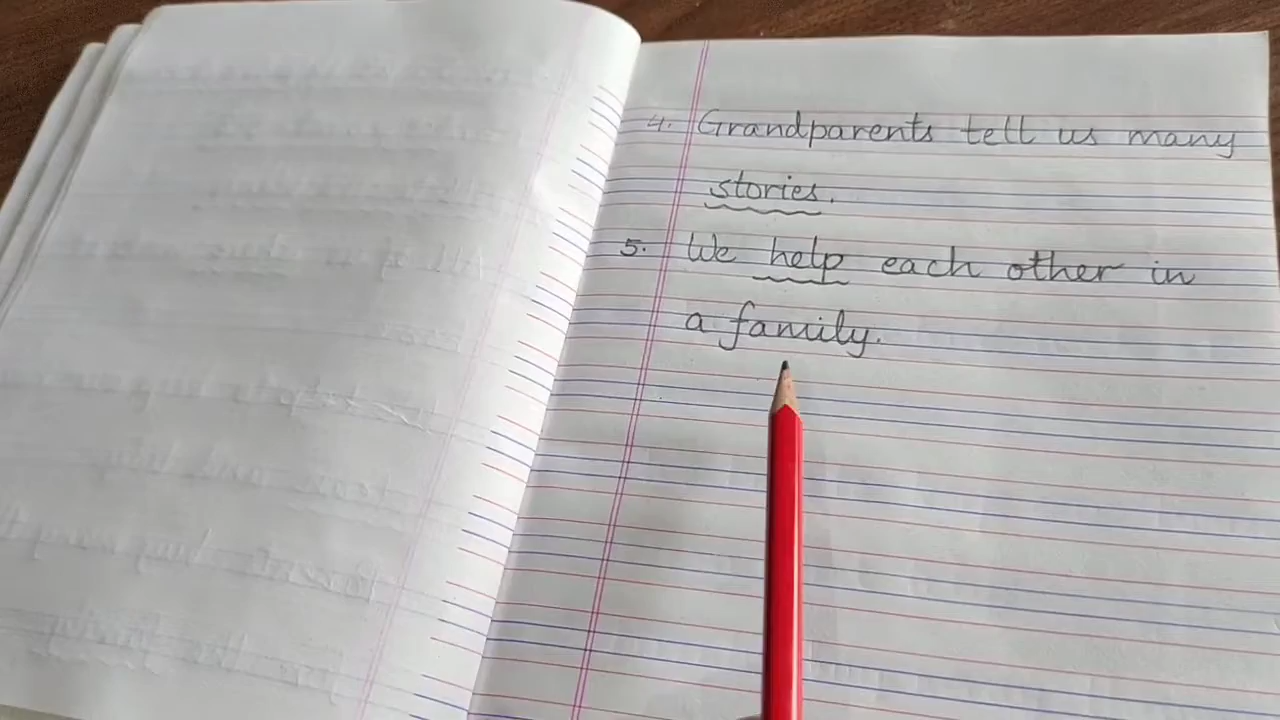 4. Grandparents tell us many
stories.
5. We help each other in
a family.